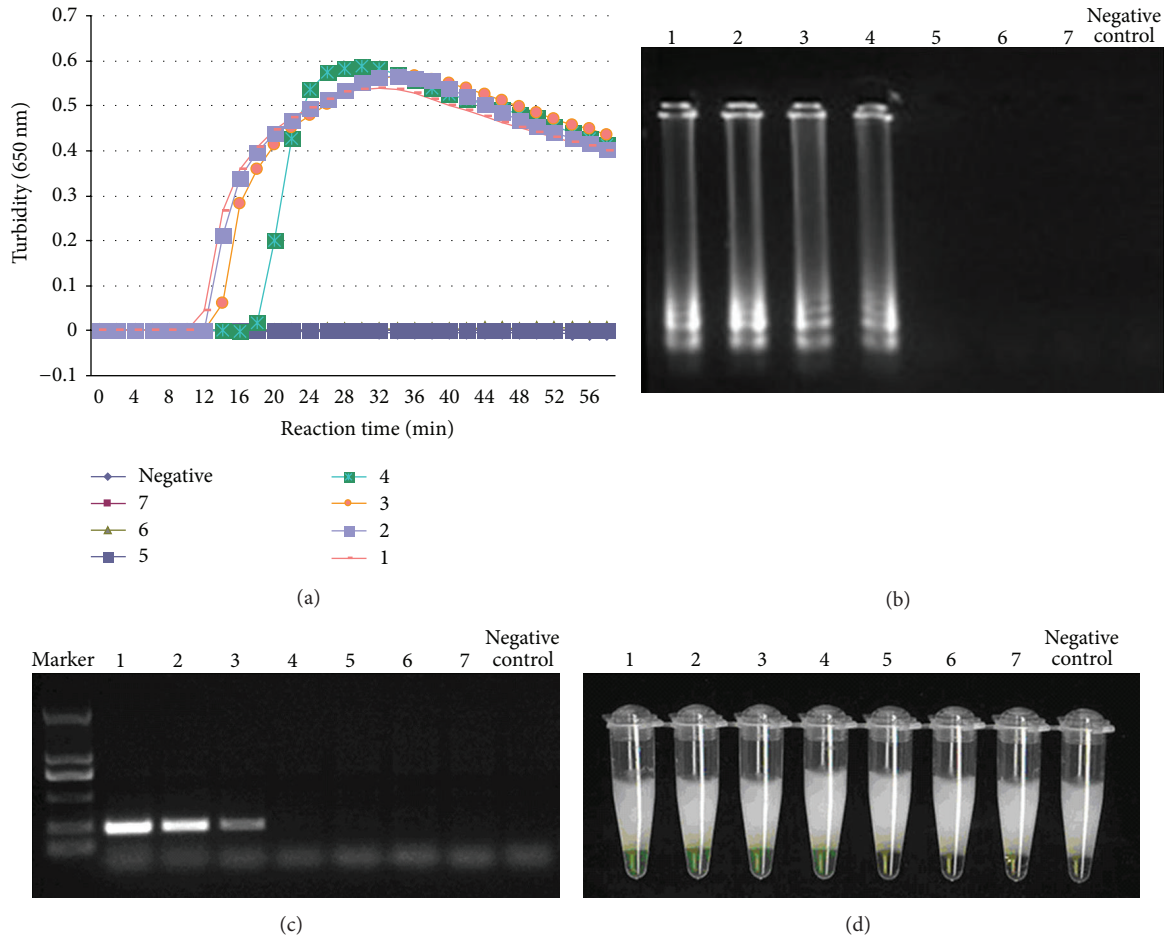 0.7
0.6
0.5
0.4
0.3
0.2
0.1
0
−0.1
Turbidity (650 nm)
0 4 8 12 16 20 24 28 32 36 40 44 48 52 56
Reaction time (min)
Negative
7
6
5
4
3
2
1
(a)
1 2 3 4 5 6 7 Negative control
(b)
Marker 1 2 3 4 5 6 7 Negative control
(c)
1 2 3 4 5 6 7 Negative control
(d)